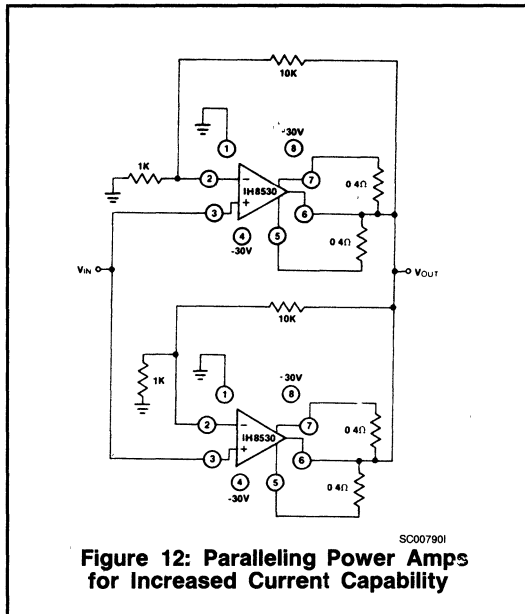 10K
-30V
1
8
1K
2
IH8530
7
0.4Ω
3
6
4
-30V
5
0.4Ω
VIN
VOUT
10K
-30V
1K
1
8
2
IH8530
7
0.4Ω
3
6
4
-30V
5
0.4Ω
SC00790I
Figure 12: Paralleling Power Amps
for Increased Current Capability